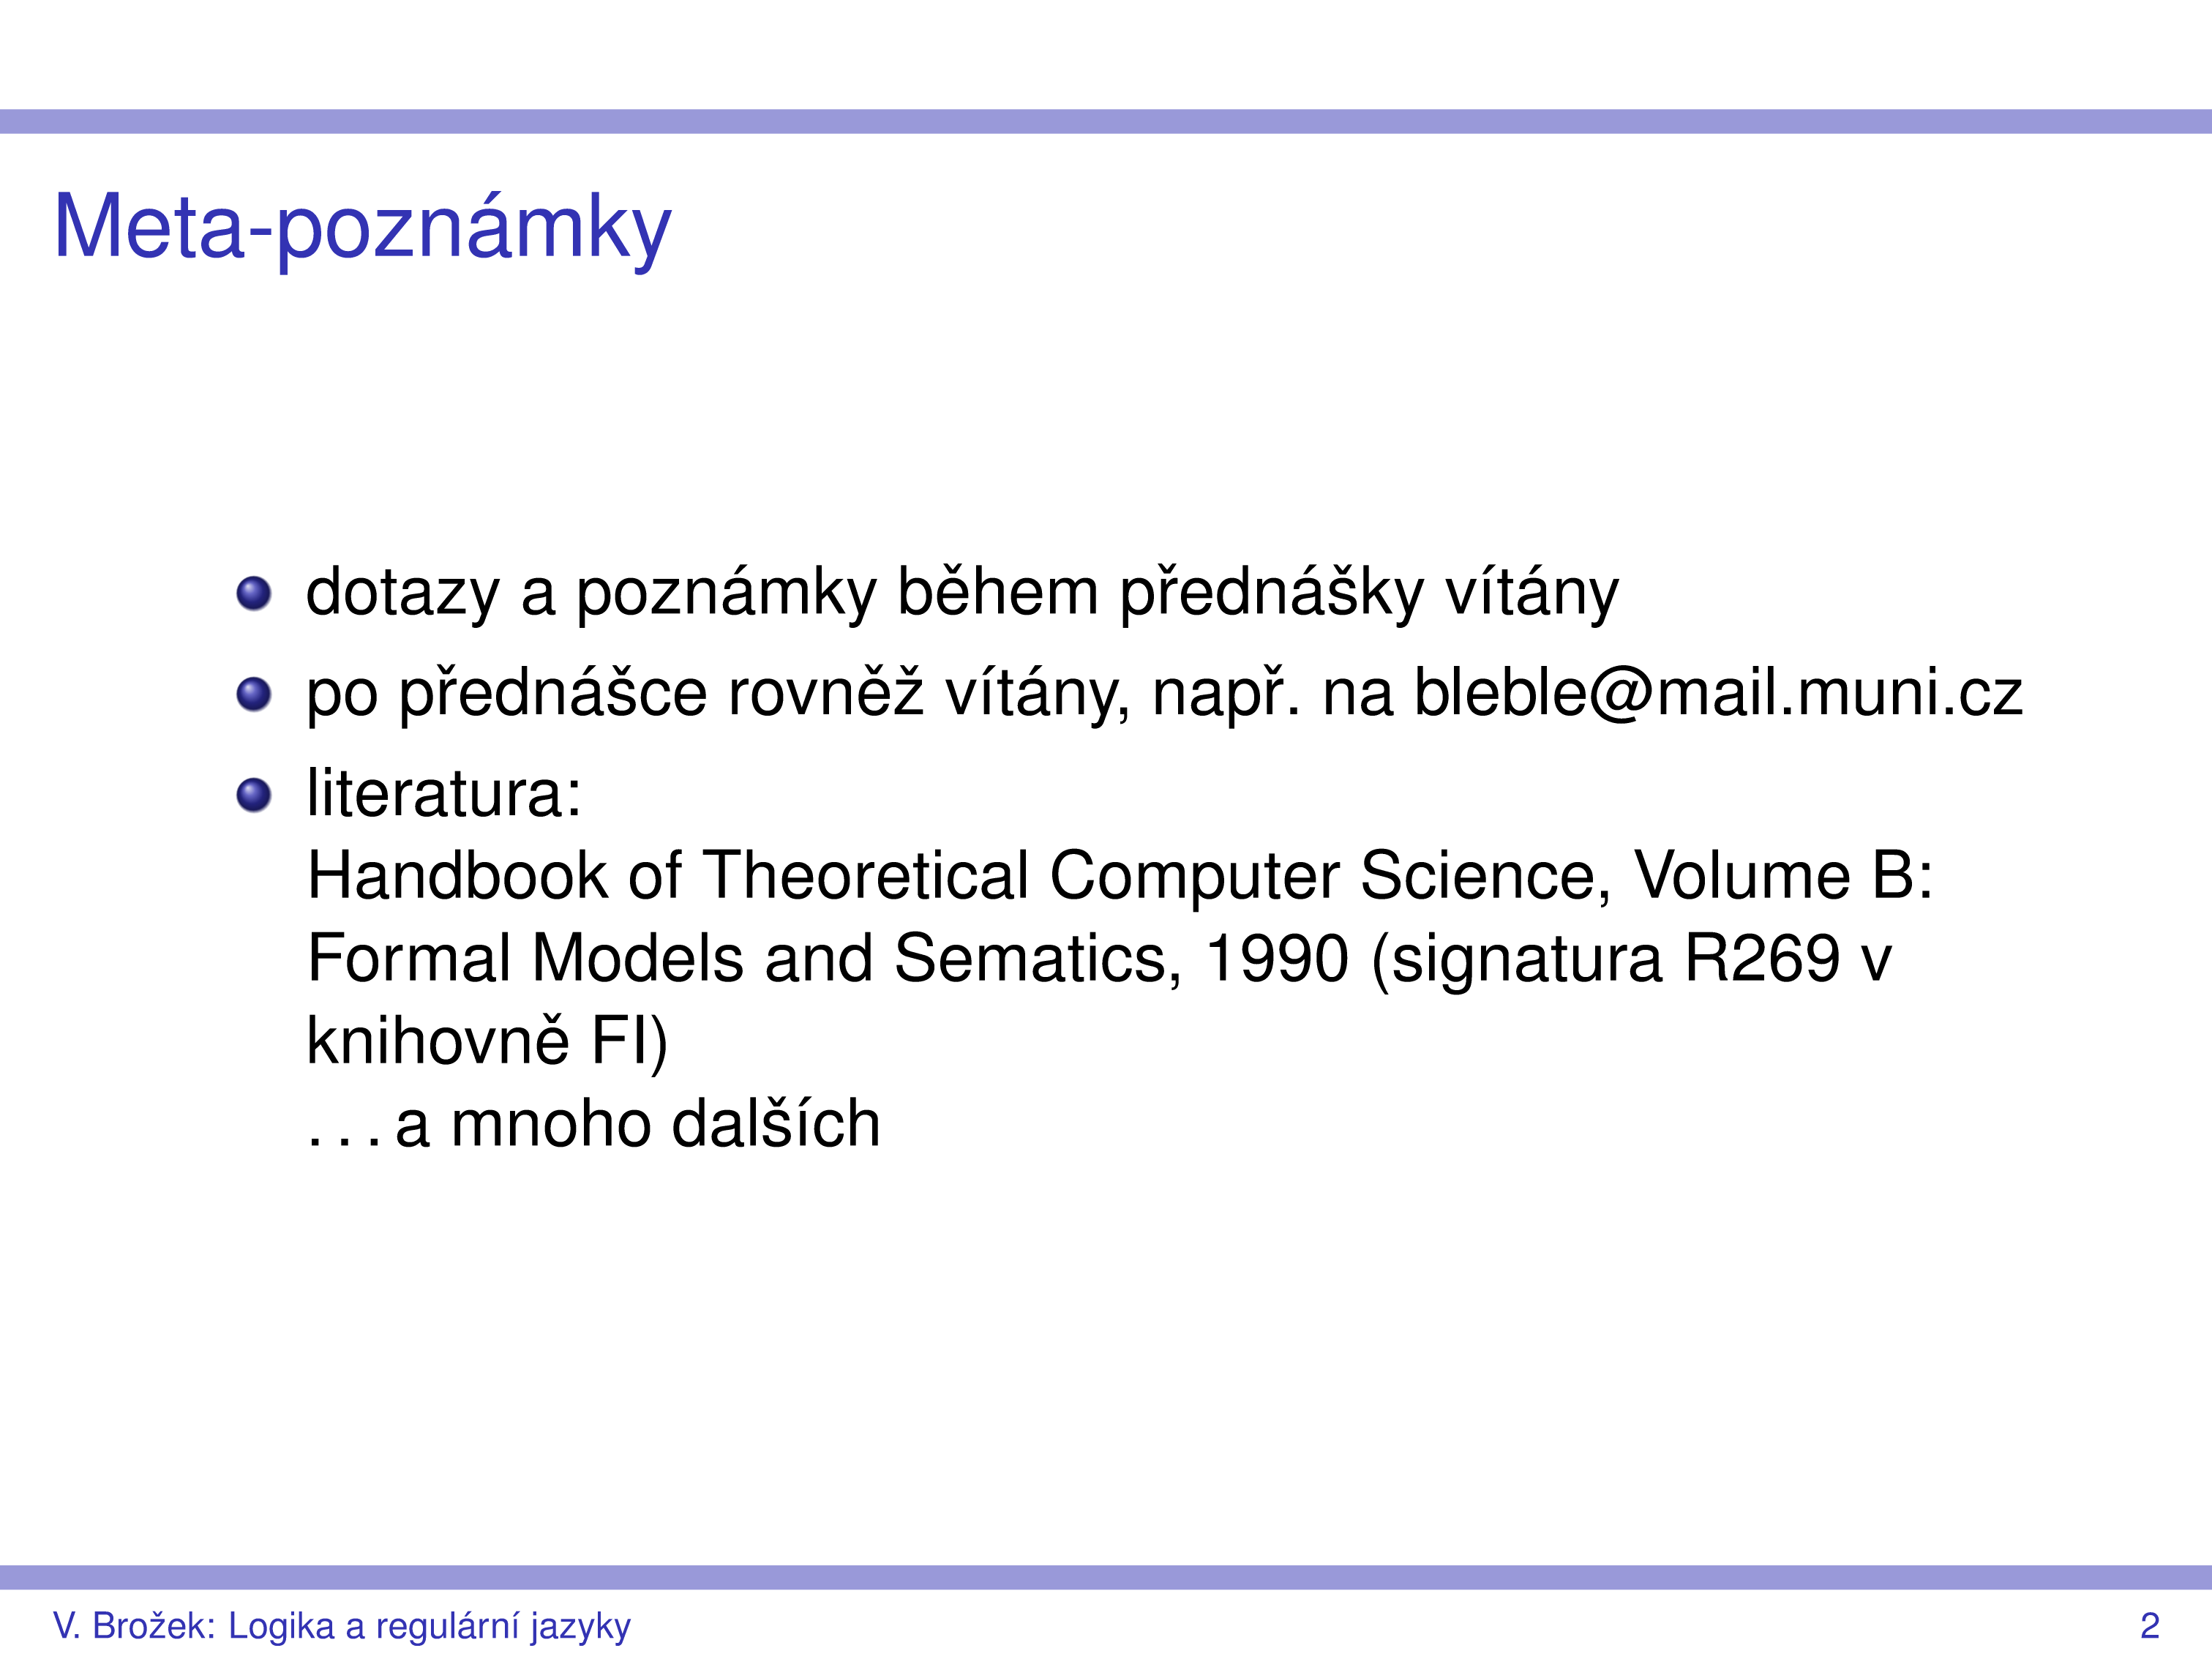 Meta-poznámky
dotazy a poznámky během přednášky vítány
po přednášce rovněž vítány, např. na bleble@mail.muni.cz
literatura:
Handbook of Theoretical Computer Science, Volume B:
Formal Models and Sematics, 1990 (signatura R269 v
knihovně FI)
. . . a mnoho dalších
V. Brožek: Logika a regulární jazyky
2